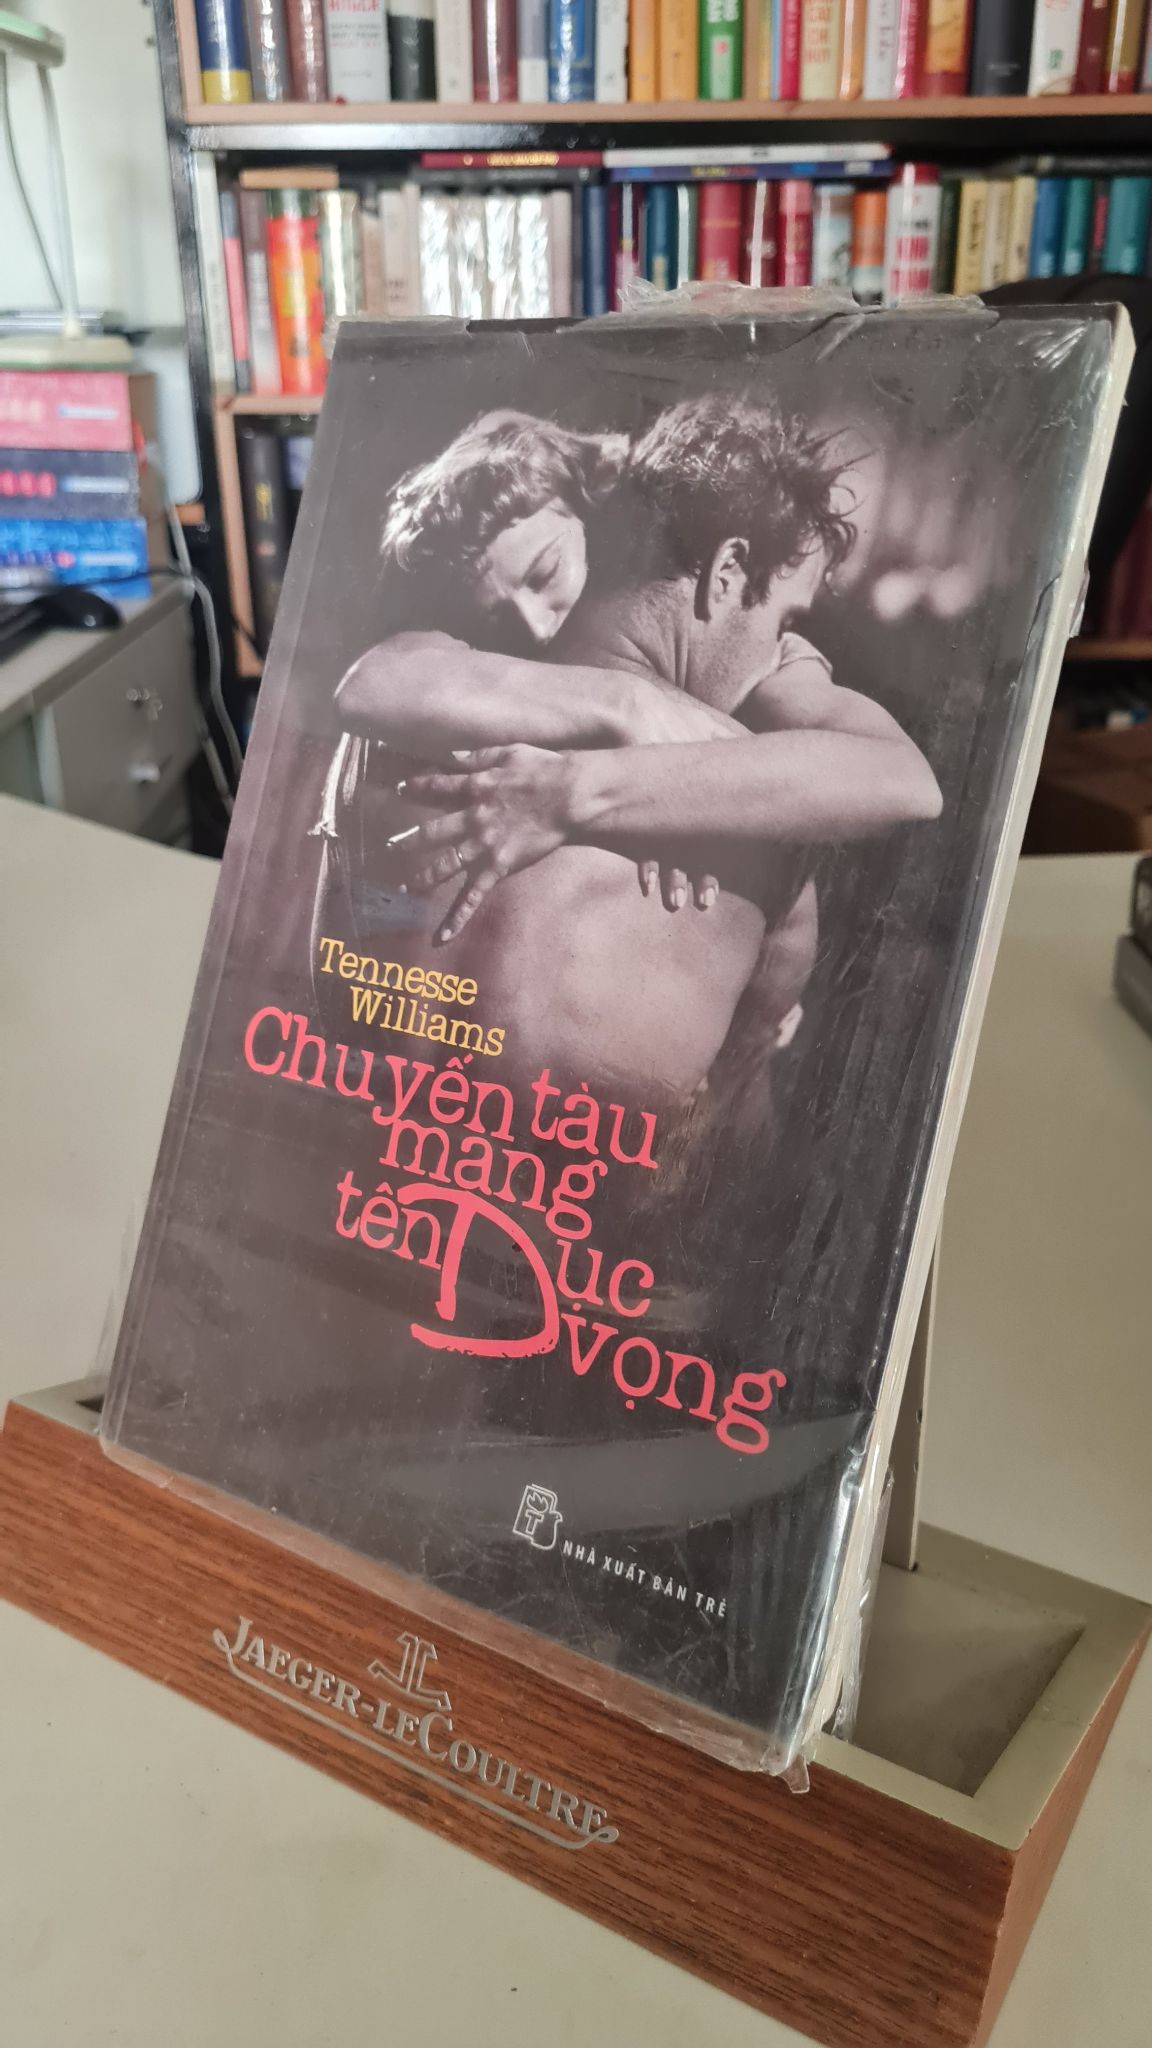 Tennesse
Williams
Chuyến tàu
mang
tên Dục
vọng
NHÀ XUẤT BẢN TRẺ
JAEGER-LECOULTRE